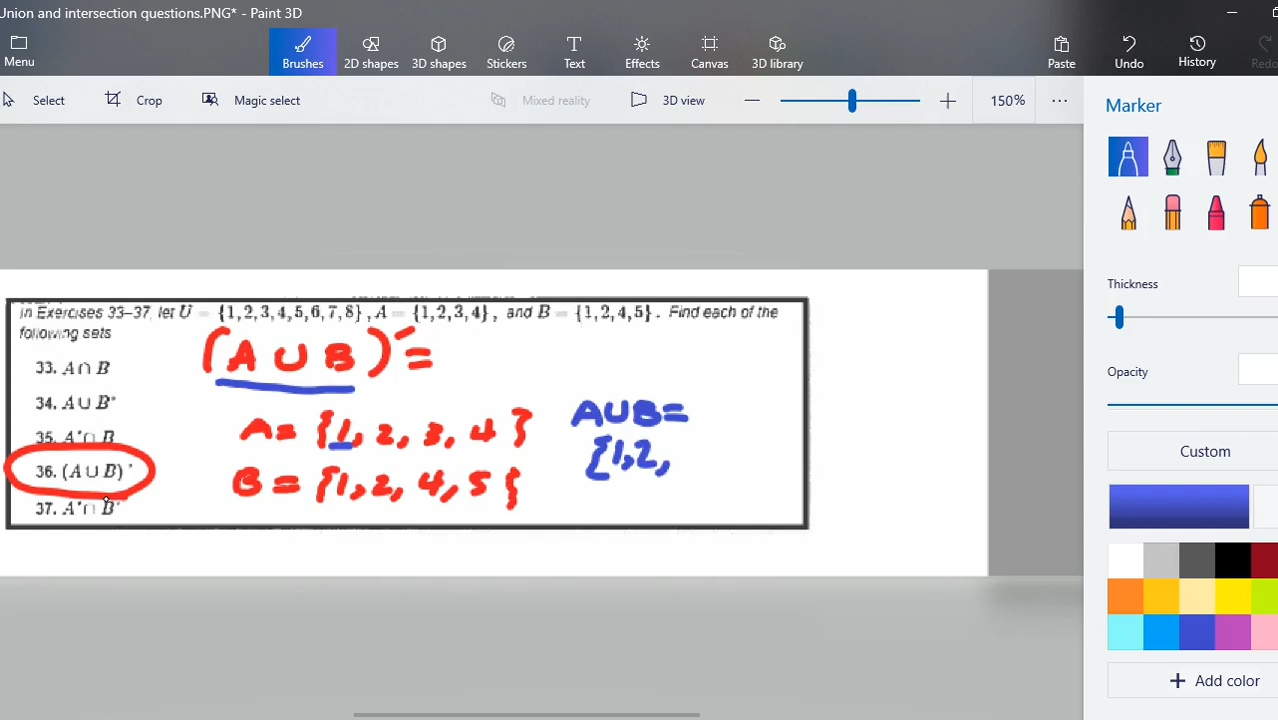 Union and intersection questions.PNG* - Paint 3D
Menu Brushes 2D shapes 3D shapes Stickers Text Effects Canvas 3D library Paste Undo History Redo
Select Crop Magic select Mixed reality 3D view 150%
Marker
Thickness
Opacity
Add color
In Exercises 33–37, let U = {1,2,3,4,5,6,7,8}, A = {1,2,3,4}, and B = {1,2,4,5}. Find each of the
following sets
33. A ∩ B
34. A ∪ B'
35. A' ∩ B
36. (A ∪ B)'
37. A' ∩ B'
(A ∪ B)' =
A = {1, 2, 3, 4}
B = {1, 2, 4, 5}
A∪B=
{1,2,
Custom